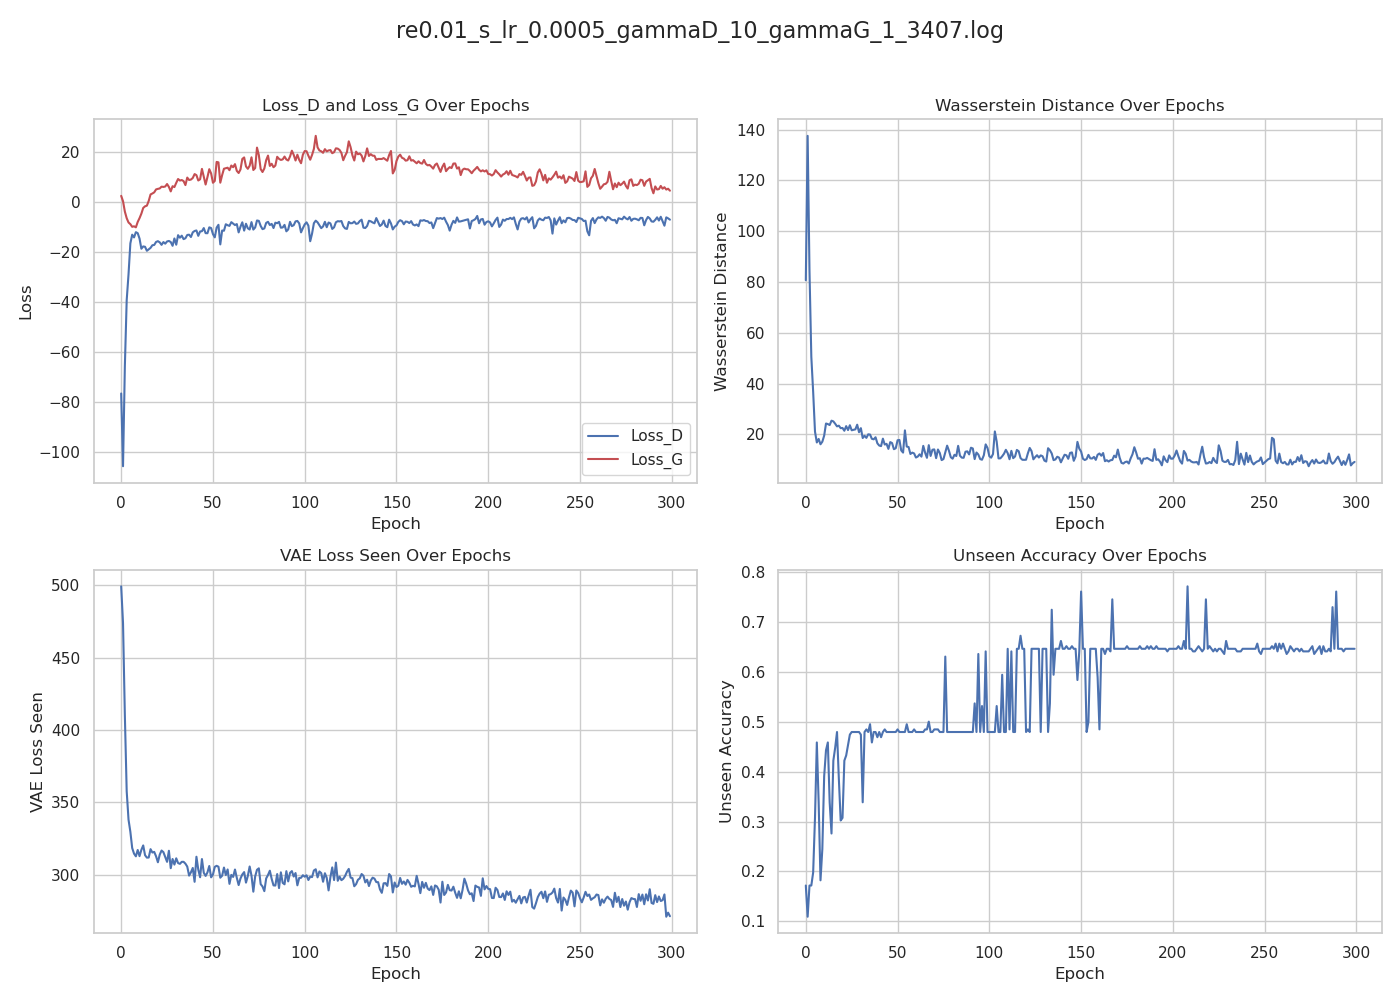 re0.01_s_lr_0.0005_gammaD_10_gammaG_1_3407.log
Loss_D and Loss_G Over Epochs
Loss
20
0
−20
−40
−60
−80
−100
Loss_D
Loss_G
0 50 100 150 200 250 300
Epoch
Wasserstein Distance Over Epochs
Wasserstein Distance
140
120
100
80
60
40
20
0 50 100 150 200 250 300
Epoch
VAE Loss Seen Over Epochs
VAE Loss Seen
500
450
400
350
300
0 50 100 150 200 250 300
Epoch
Unseen Accuracy Over Epochs
Unseen Accuracy
0.8
0.7
0.6
0.5
0.4
0.3
0.2
0.1
0 50 100 150 200 250 300
Epoch